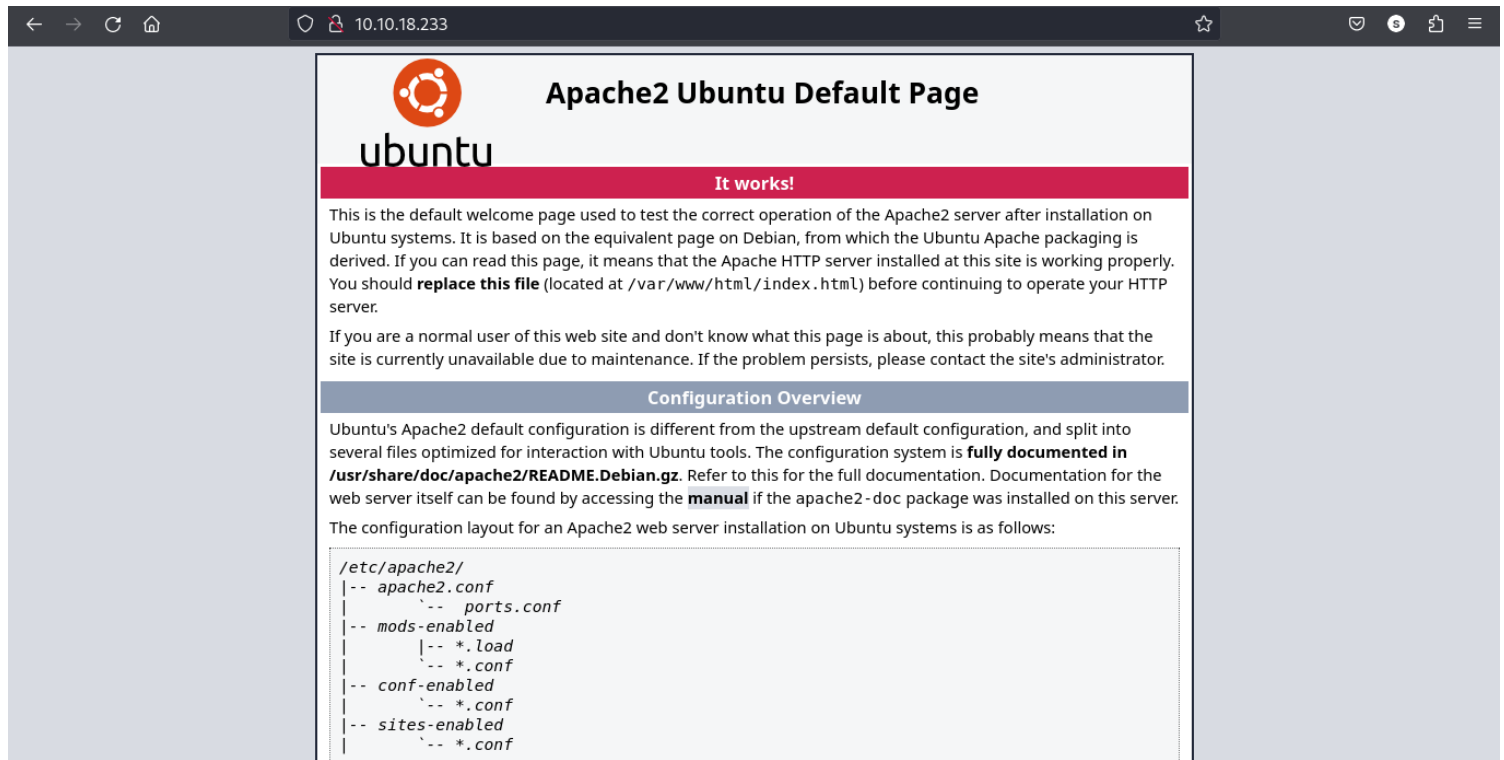 10.10.18.233
S
Apache2 Ubuntu Default Page
ubuntu
It works!
This is the default welcome page used to test the correct operation of the Apache2 server after installation on
Ubuntu systems. It is based on the equivalent page on Debian, from which the Ubuntu Apache packaging is
derived. If you can read this page, it means that the Apache HTTP server installed at this site is working properly.
You should replace this file (located at /var/www/html/index.html) before continuing to operate your HTTP
server.
If you are a normal user of this web site and don't know what this page is about, this probably means that the
site is currently unavailable due to maintenance. If the problem persists, please contact the site's administrator.
Configuration Overview
Ubuntu's Apache2 default configuration is different from the upstream default configuration, and split into
several files optimized for interaction with Ubuntu tools. The configuration system is fully documented in
/usr/share/doc/apache2/README.Debian.gz. Refer to this for the full documentation. Documentation for the
web server itself can be found by accessing the manual if the apache2-doc package was installed on this server.
The configuration layout for an Apache2 web server installation on Ubuntu systems is as follows:
/etc/apache2/
|-- apache2.conf
|       `--  ports.conf
|-- mods-enabled
|       |-- *.load
|       `-- *.conf
|-- conf-enabled
|       `-- *.conf
|-- sites-enabled
|       `-- *.conf